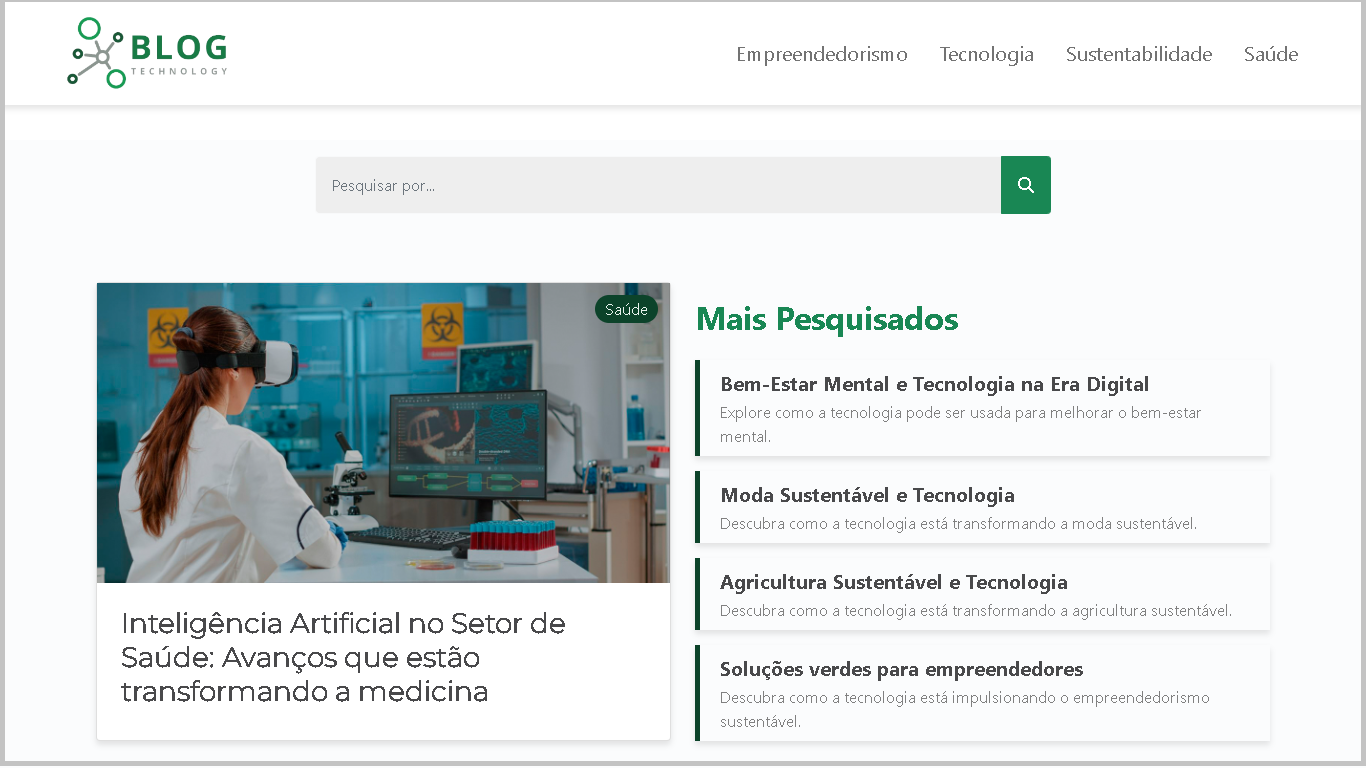 BLOG
TECHNOLOGY
Empreendedorismo Tecnologia Sustentabilidade Saúde
Pesquisar por...
Saúde
Inteligência Artificial no Setor de
Saúde: Avanços que estão
transformando a medicina
Mais Pesquisados
Bem-Estar Mental e Tecnologia na Era Digital
Explore como a tecnologia pode ser usada para melhorar o bem-estar
mental.
Moda Sustentável e Tecnologia
Descubra como a tecnologia está transformando a moda sustentável.
Agricultura Sustentável e Tecnologia
Descubra como a tecnologia está transformando a agricultura sustentável.
Soluções verdes para empreendedores
Descubra como a tecnologia está impulsionando o empreendedorismo
sustentável.